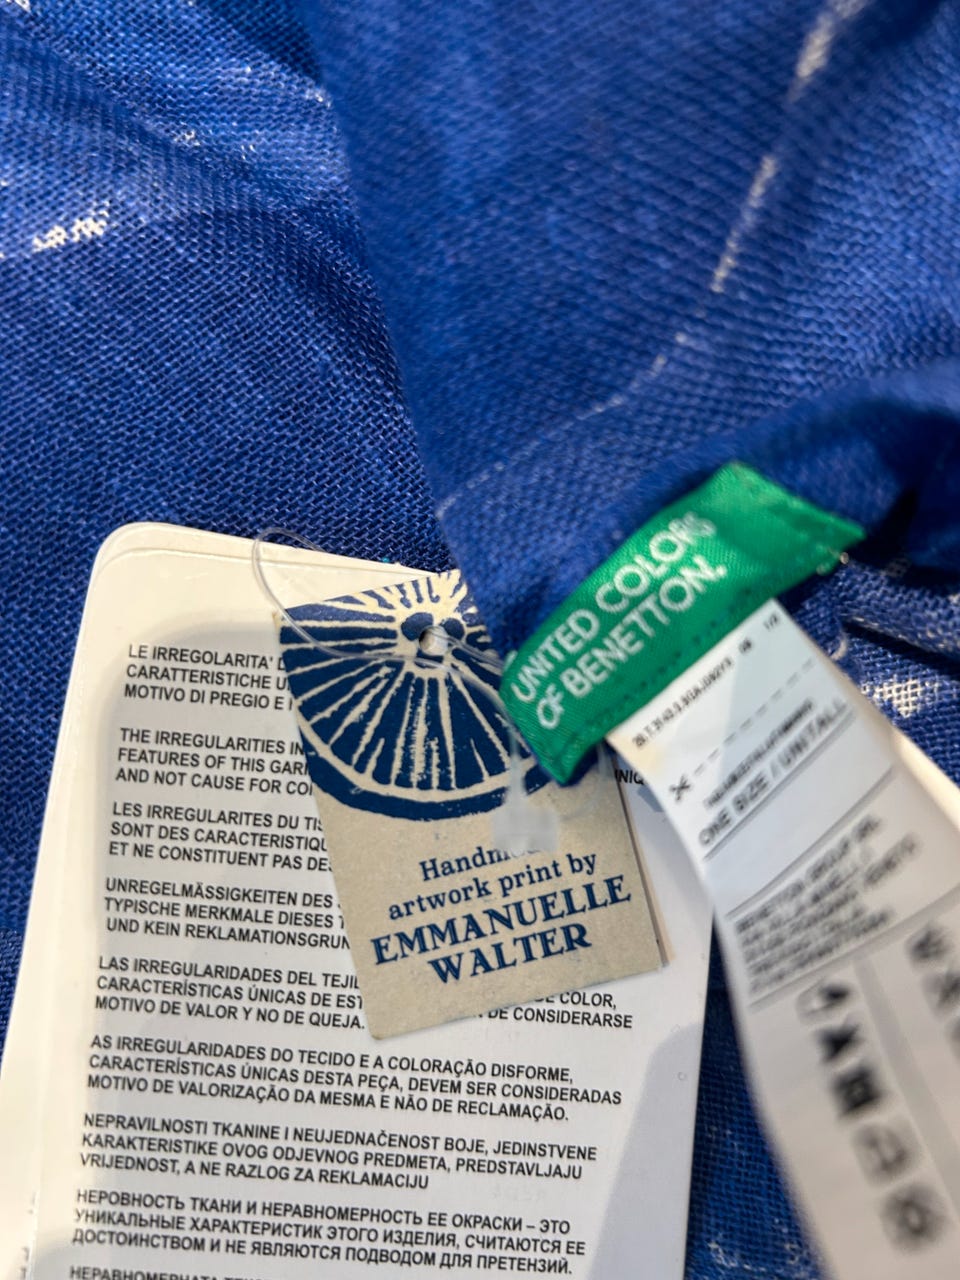 LE IRREGOLARITA'
CARATTERISTICHE
MOTIVO DI PREGIO E
THE IRREGULARITIES IN
FEATURES OF THIS
AND NOT CAUSE FOR
LES IRREGULARITES DU
SONT DES
ET NE CONSTITUENT PAS
UNREGELMÄSSIGKEITEN DES
TYPISCHE MERKMALE DIESES
UND KEIN
LAS IRREGULARIDADES DEL
CARACTERÍSTICAS ÚNICAS DE COLOR,
MOTIVO DE VALOR Y NO DE QUEJA. DE CONSIDERARSE
AS IRREGULARIDADES DO TECIDO E A COLORAÇÃO DISFORME,
CARACTERÍSTICAS ÚNICAS DESTA PEÇA, DEVEM SER CONSIDERADAS
MOTIVO DE VALORIZAÇÃO DA MESMA E NÃO DE RECLAMAÇÃO.
NEPRAVILNOSTI TKANINE I NEUJEDNAČENOST BOJE, JEDINSTVENE
KARAKTERISTIKE OVOG ODJEVNOG PREDMETA, PREDSTAVLJAJU
VRIJEDNOST, A NE RAZLOG ZA REKLAMACIJU
НЕРОВНОСТЬ ТКАНИ И НЕРАВНОМЕРНОСТЬ ЕЕ ОКРАСКИ – ЭТО
УНИКАЛЬНЫЕ ХАРАКТЕРИСТИК ЭТОГО ИЗДЕЛИЯ, СЧИТАЮТСЯ ЕЕ
ДОСТОИНСТВОМ И НЕ ЯВЛЯЮТСЯ ПОДВОДОМ ДЛЯ ПРЕТЕНЗИЙ.
НЕРАВНОМЕРНАТА
artwork print by
EMMANUELLE
WALTER
UNITED COLORS
OF BENETTON.
ONE SIZE / UNITALL